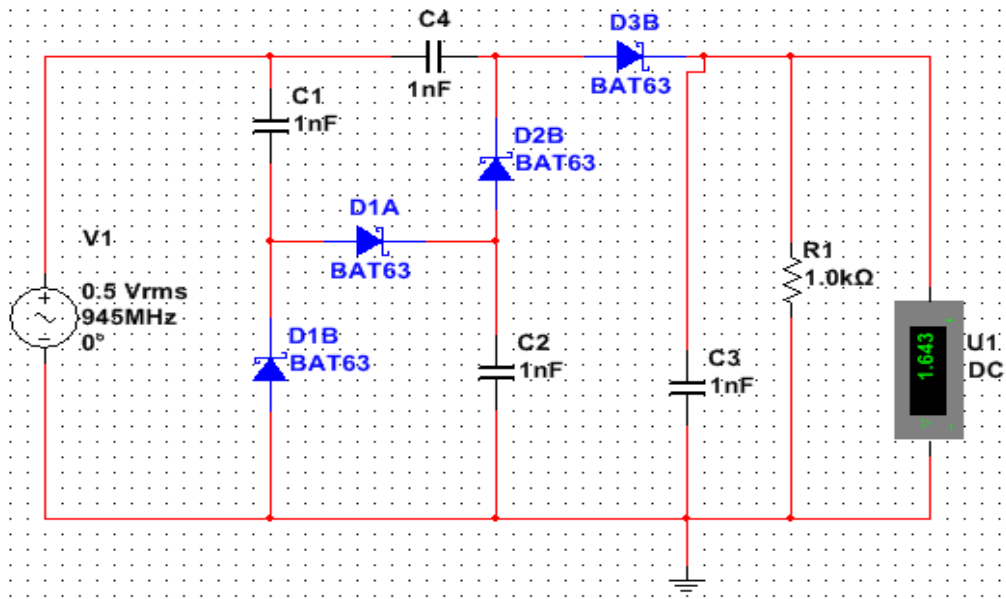 C4
1nF
D3B
BAT63
C1
1nF
D2B
BAT63
D1A
BAT63
V1
0.5 Vrms
945MHz
0°
R1
1.0kΩ
D1B
BAT63
C2
1nF
C3
1nF
1.643
U1
DC